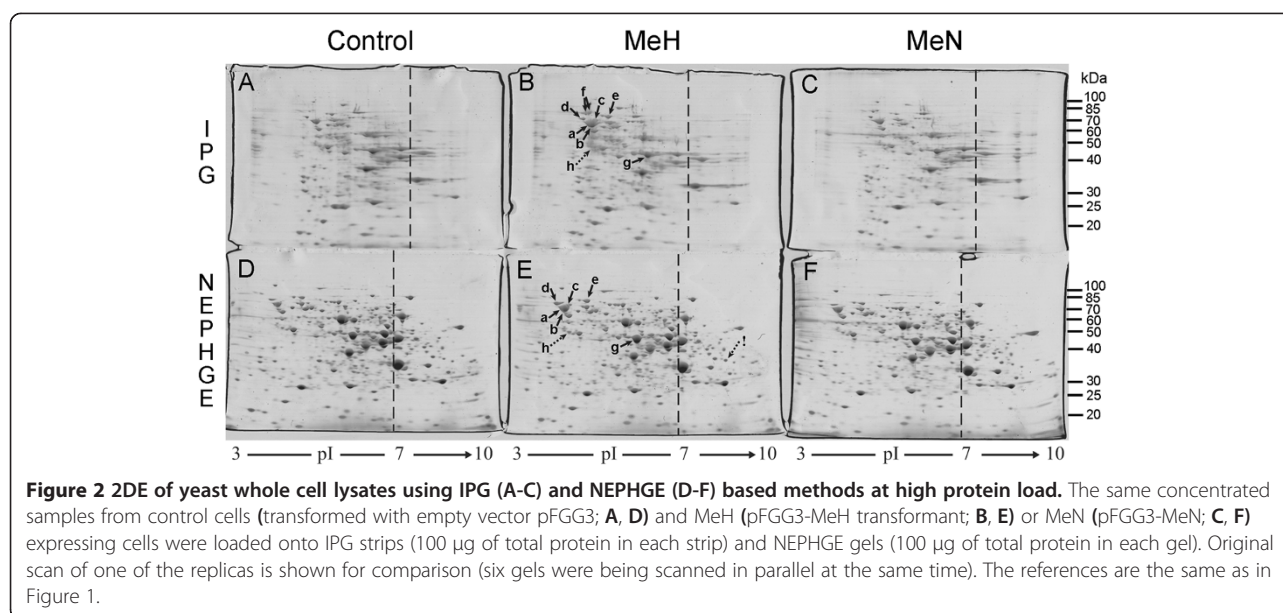 Control MeH MeN
IPG
A
B
C
f e
d c
a
b
h
g
kDa
100
85
70
60
50
40
30
25
20
NEPHGE
D
E
F
d c e
a
b
h
g
!
100
85
70
60
50
40
30
25
20
3 pI 7 10 3 pI 7 10 3 pI 7 10
Figure 2 2DE of yeast whole cell lysates using IPG (A-C) and NEPHGE (D-F) based methods at high protein load. The same concentrated
samples from control cells (transformed with empty vector pFGG3; A, D) and MeH (pFGG3-MeH transformant; B, E) or MeN (pFGG3-MeN; C, F)
expressing cells were loaded onto IPG strips (100 μg of total protein in each strip) and NEPHGE gels (100 μg of total protein in each gel). Original
scan of one of the replicas is shown for comparison (six gels were being scanned in parallel at the same time). The references are the same as in
Figure 1.